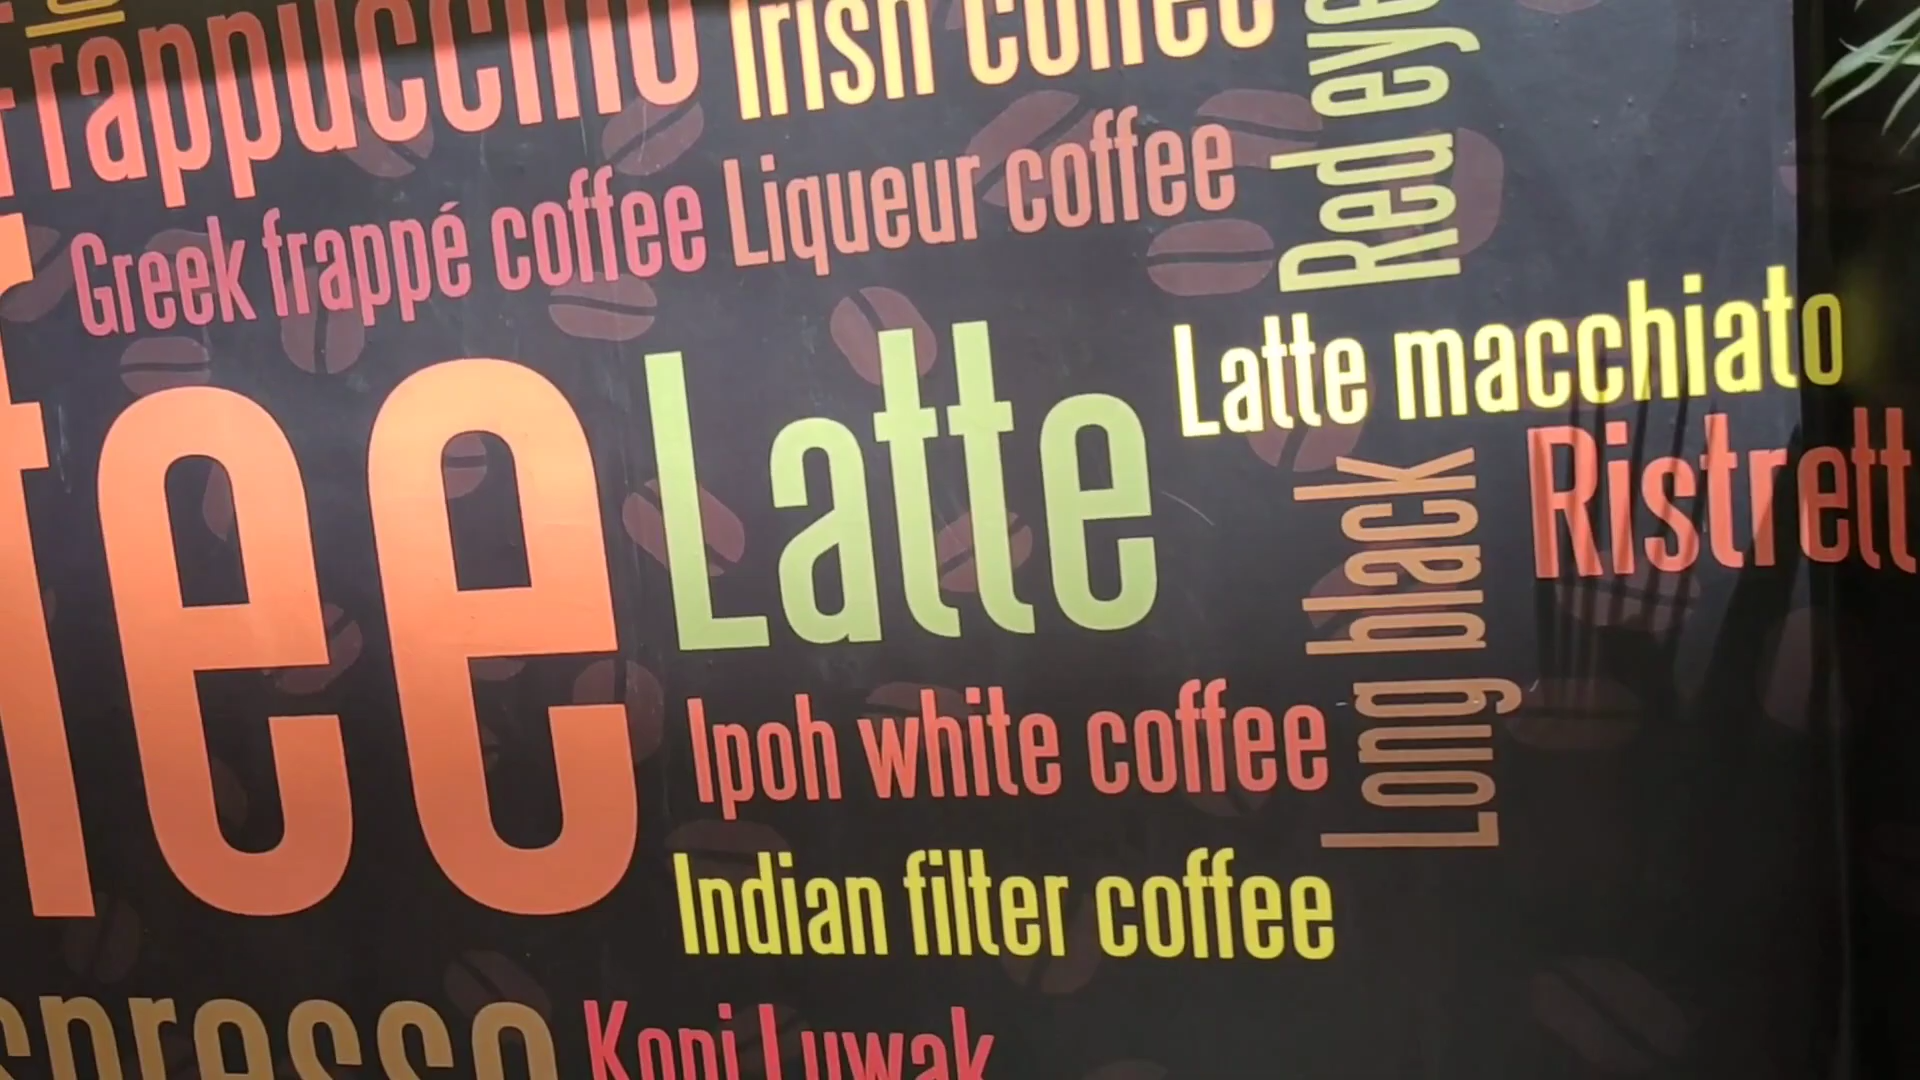 Frappuccino
Irish coffee
Red eye
Greek frappé coffee
Liqueur coffee
Latte macchiato
fee
Latte
Long black
Ristrett
Ipoh white coffee
Indian filter coffee
spresso
Kopi Luwak